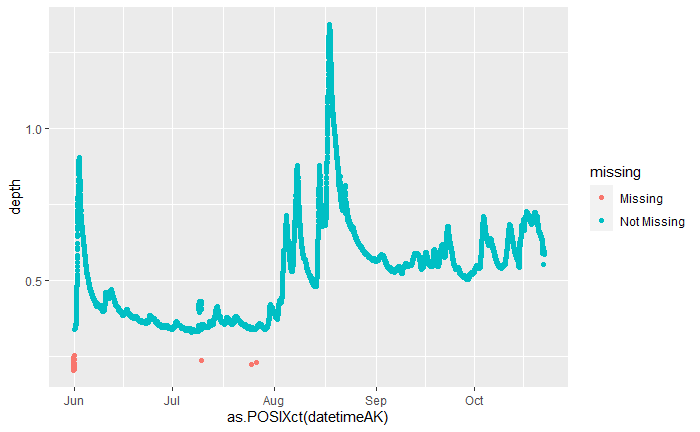 1.0
0.5
depth
Jun Jul Aug Sep Oct
as.POSIXct(datetimeAK)
missing
Missing
Not Missing